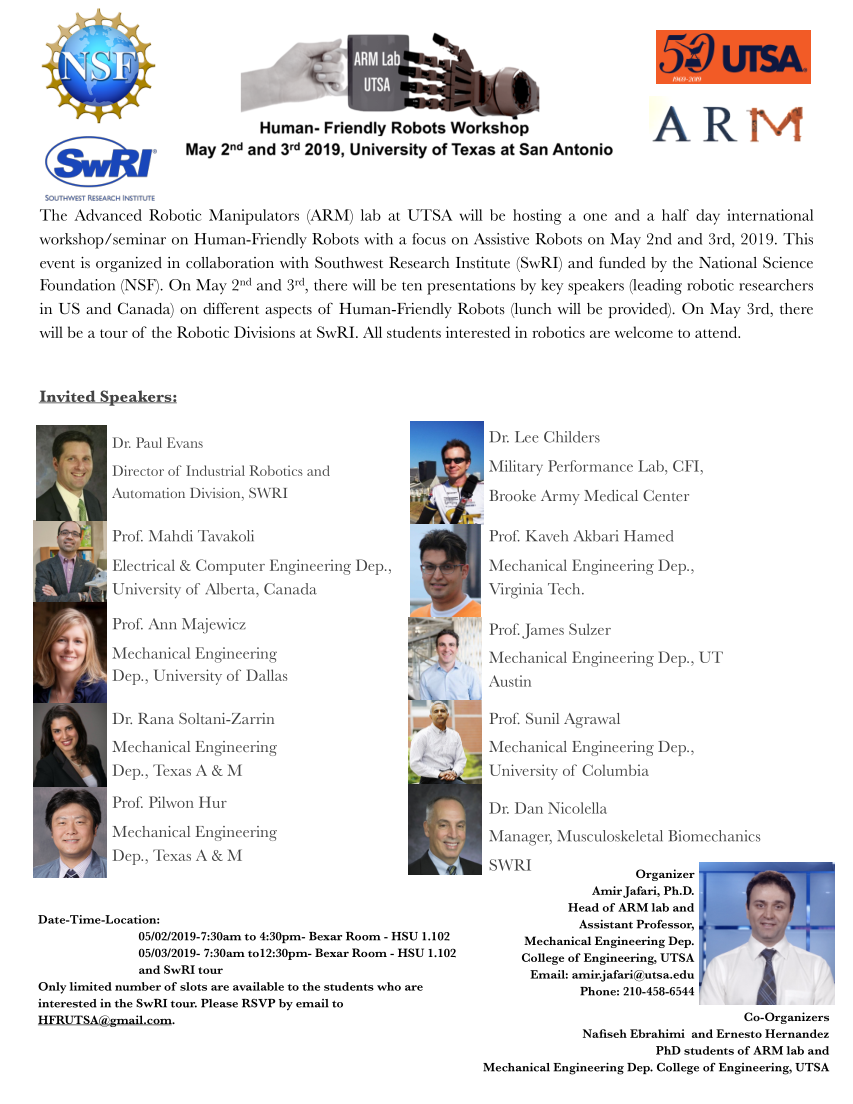 NSF
ARM Lab
UTSA
50 UTSA
1969-2019
ARM
SwRI
SOUTHWEST RESEARCH INSTITUTE
Human- Friendly Robots Workshop
May 2nd and 3rd 2019, University of Texas at San Antonio
The Advanced Robotic Manipulators (ARM) lab at UTSA will be hosting a one and a half day international
workshop/seminar on Human-Friendly Robots with a focus on Assistive Robots on May 2nd and 3rd, 2019. This
event is organized in collaboration with Southwest Research Institute (SwRI) and funded by the National Science
Foundation (NSF). On May 2nd and 3rd, there will be ten presentations by key speakers (leading robotic researchers
in US and Canada) on different aspects of Human-Friendly Robots (lunch will be provided). On May 3rd, there
will be a tour of the Robotic Divisions at SwRI. All students interested in robotics are welcome to attend.
Invited Speakers:
Dr. Paul Evans
Director of Industrial Robotics and
Automation Division, SWRI
Prof. Mahdi Tavakoli
Electrical & Computer Engineering Dep.,
University of Alberta, Canada
Prof. Ann Majewicz
Mechanical Engineering
Dep., University of Dallas
Dr. Rana Soltani-Zarrin
Mechanical Engineering
Dep., Texas A & M
Prof. Pilwon Hur
Mechanical Engineering
Dep., Texas A & M
Dr. Lee Childers
Military Performance Lab, CFI,
Brooke Army Medical Center
Prof. Kaveh Akbari Hamed
Mechanical Engineering Dep.,
Virginia Tech.
Prof. James Sulzer
Mechanical Engineering Dep., UT
Austin
Prof. Sunil Agrawal
Mechanical Engineering Dep.,
University of Columbia
Dr. Dan Nicolella
Manager, Musculoskeletal Biomechanics
SWRI
Date-Time-Location:
05/02/2019-7:30am to 4:30pm- Bexar Room - HSU 1.102
05/03/2019- 7:30am to12:30pm- Bexar Room - HSU 1.102
and SwRI tour
Only limited number of slots are available to the students who are
interested in the SwRI tour. Please RSVP by email to
HFRUTSA@gmail.com.
Organizer
Amir Jafari, Ph.D.
Head of ARM lab and
Assistant Professor,
Mechanical Engineering Dep.
College of Engineering, UTSA
Email: amir.jafari@utsa.edu
Phone: 210-458-6544
Co-Organizers
Nafiseh Ebrahimi and Ernesto Hernandez
PhD students of ARM lab and
Mechanical Engineering Dep. College of Engineering, UTSA